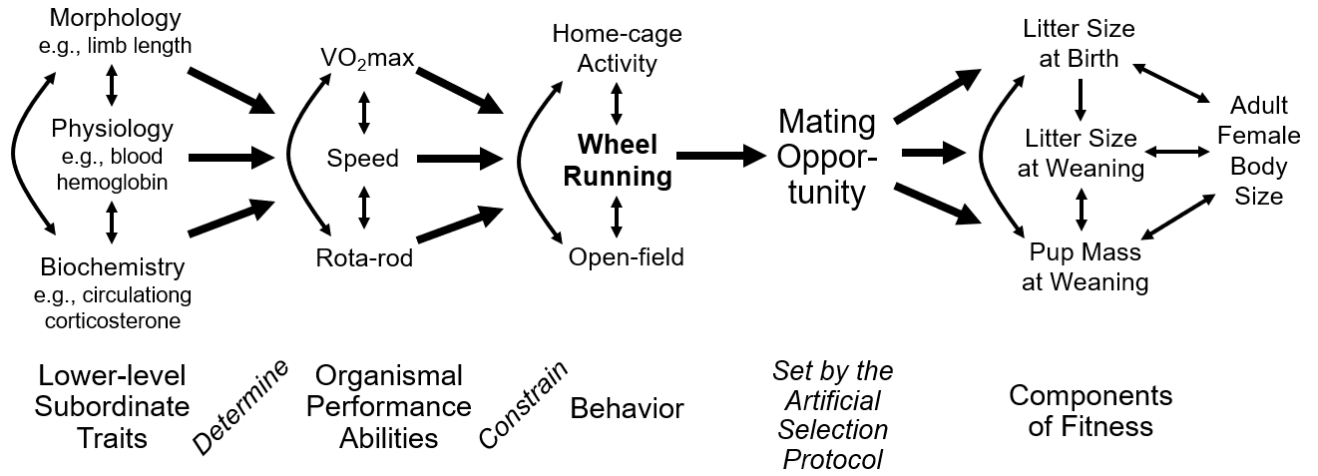 Morphology
e.g., limb length
Physiology
e.g., blood
hemoglobin
Biochemistry
e.g., circulationg
corticosterone
VO₂max
Speed
Rota-rod
Home-cage
Activity
Wheel
Running
Open-field
Mating
Oppor-
tunity
Litter Size
at Birth
Litter Size
at Weaning
Pup Mass
at Weaning
Adult
Female
Body
Size
Lower-level
Subordinate
Traits
Determine
Organismal
Performance
Abilities
Constrain
Behavior
Set by the
Artificial
Selection
Protocol
Components
of Fitness